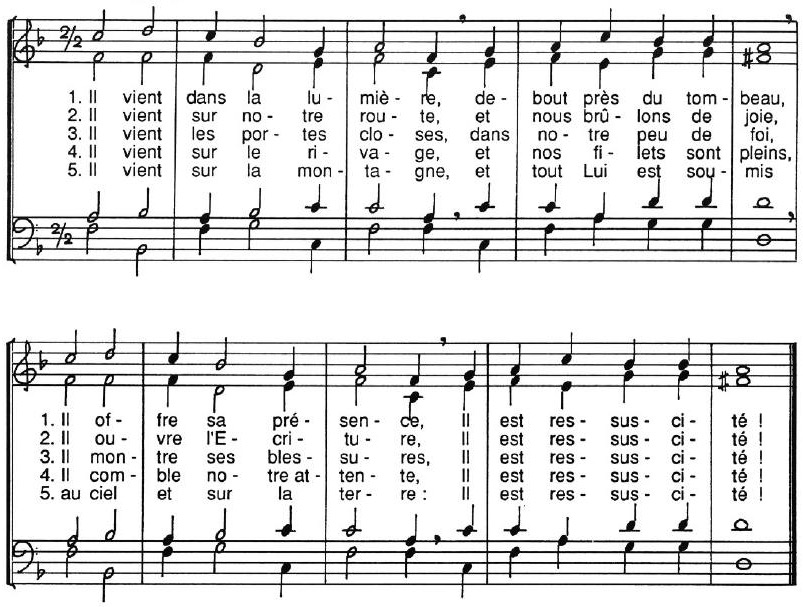 1. Il vient dans la lu - miè - re, de - bout près du tom - beau,
2. Il vient sur no - tre rou - te, et nous brû - lons de joie,
3. Il vient les por - tes clo - ses, dans no - tre peu de foi,
4. Il vient sur le ri - va - ge, et nos fi - lets sont pleins,
5. Il vient sur la mon - ta - gne, et tout Lui est sou - mis
1. Il of - fre sa pré - sen - ce, Il est res - sus - ci - té !
2. Il ou - vre l'E - cri - tu - re, Il est res - sus - ci - té !
3. Il mon - tre ses bles - su - res, Il est res - sus - ci - té !
4. Il com - ble no - tre at - ten - te, Il est res - sus - ci - té !
5. au ciel et sur la ter - re : Il est res - sus - ci - té !